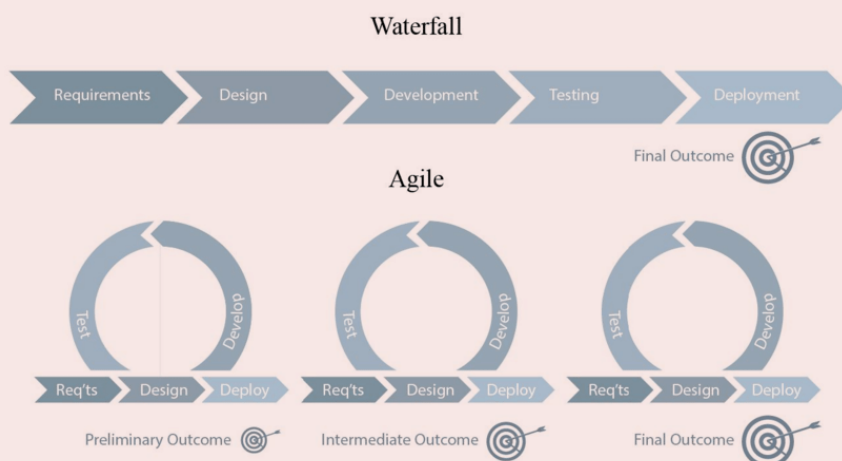 Waterfall
Requirements Design Development Testing Deployment
Final Outcome
Agile
Test Develop Test Develop Test Develop
Req'ts Design Deploy Req'ts Design Deploy Req'ts Design Deploy
Preliminary Outcome Intermediate Outcome Final Outcome